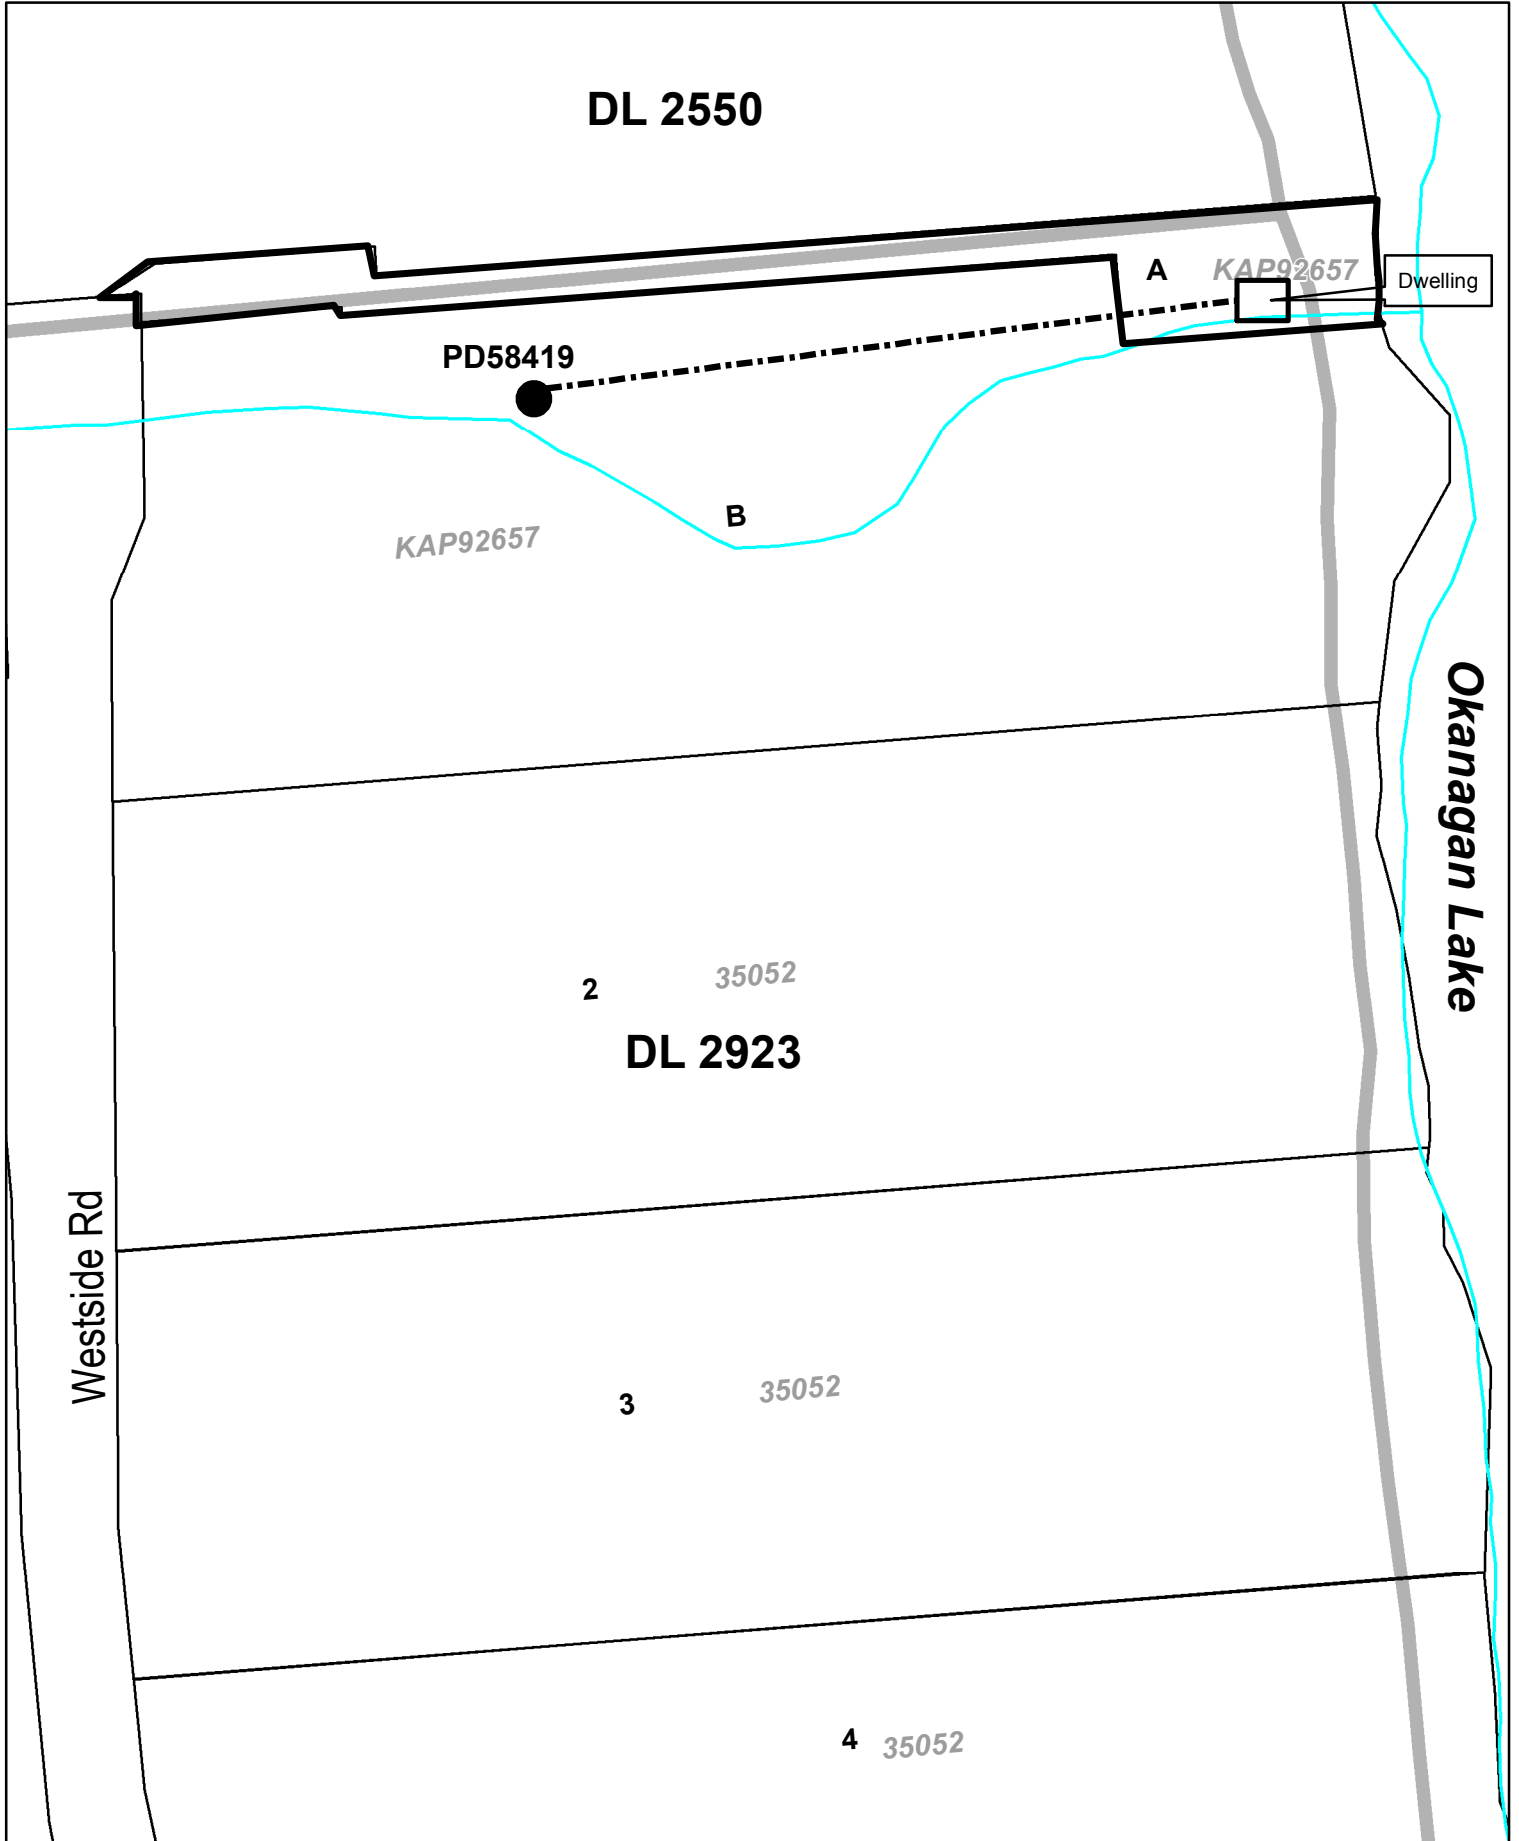 DL 2550
A
KAP92657
Dwelling
PD58419
B
KAP92657
Okanagan Lake
2
35052
DL 2923
Westside Rd
3
35052
4
35052